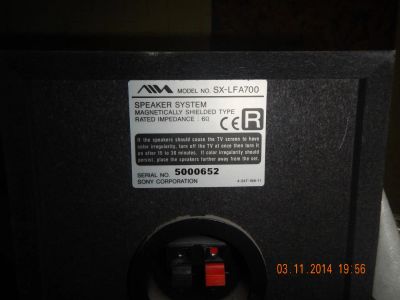 AIWA MODEL NO. SX-LFA700
SPEAKER SYSTEM
MAGNETICALLY SHIELDED TYPE
RATED IMPEDANCE : 6Ω
CE R
If the speakers should cause the TV screen to have
color irregularity, turn off the TV at once then turn it
on after 15 to 30 minutes. If color irregularity should
persist, place the speakers farther away from the set.
SERIAL NO. 5000652
SONY CORPORATION
03.11.2014 19:56